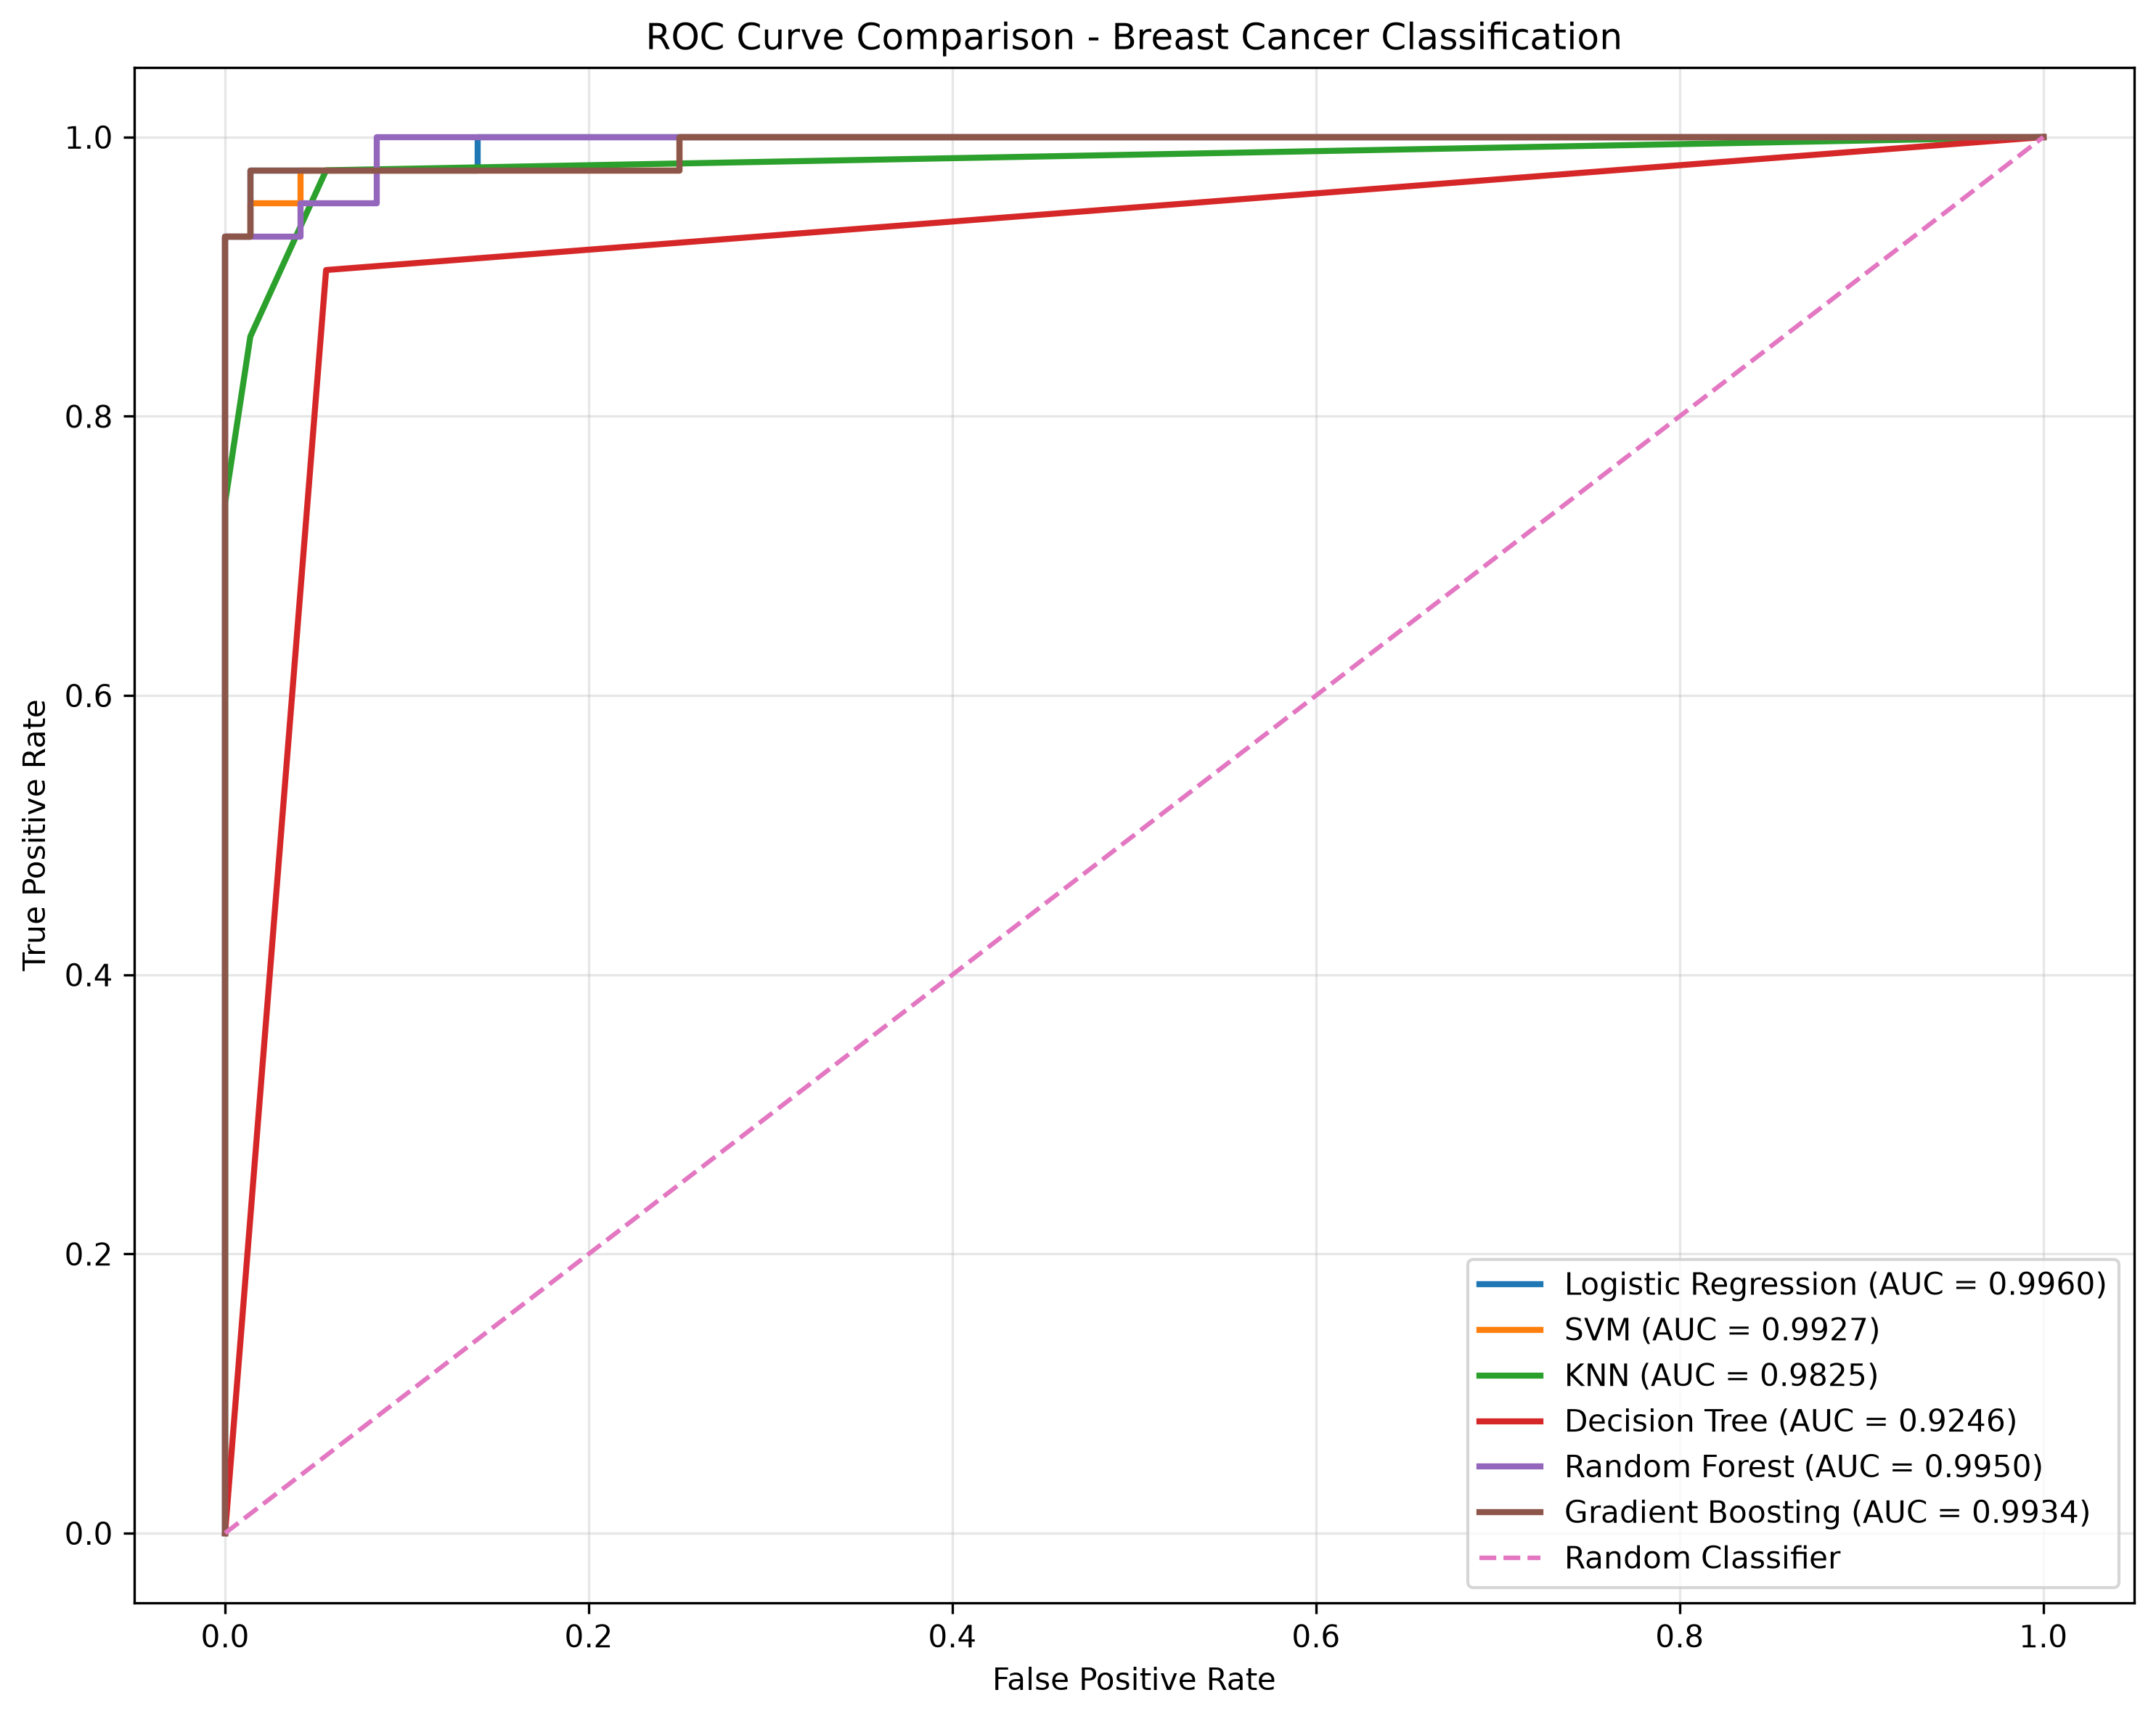 ROC Curve Comparison - Breast Cancer Classification
True Positive Rate
1.0
0.8
0.6
0.4
0.2
0.0
0.0 0.2 0.4 0.6 0.8 1.0
False Positive Rate
Logistic Regression (AUC = 0.9960)
SVM (AUC = 0.9927)
KNN (AUC = 0.9825)
Decision Tree (AUC = 0.9246)
Random Forest (AUC = 0.9950)
Gradient Boosting (AUC = 0.9934)
Random Classifier